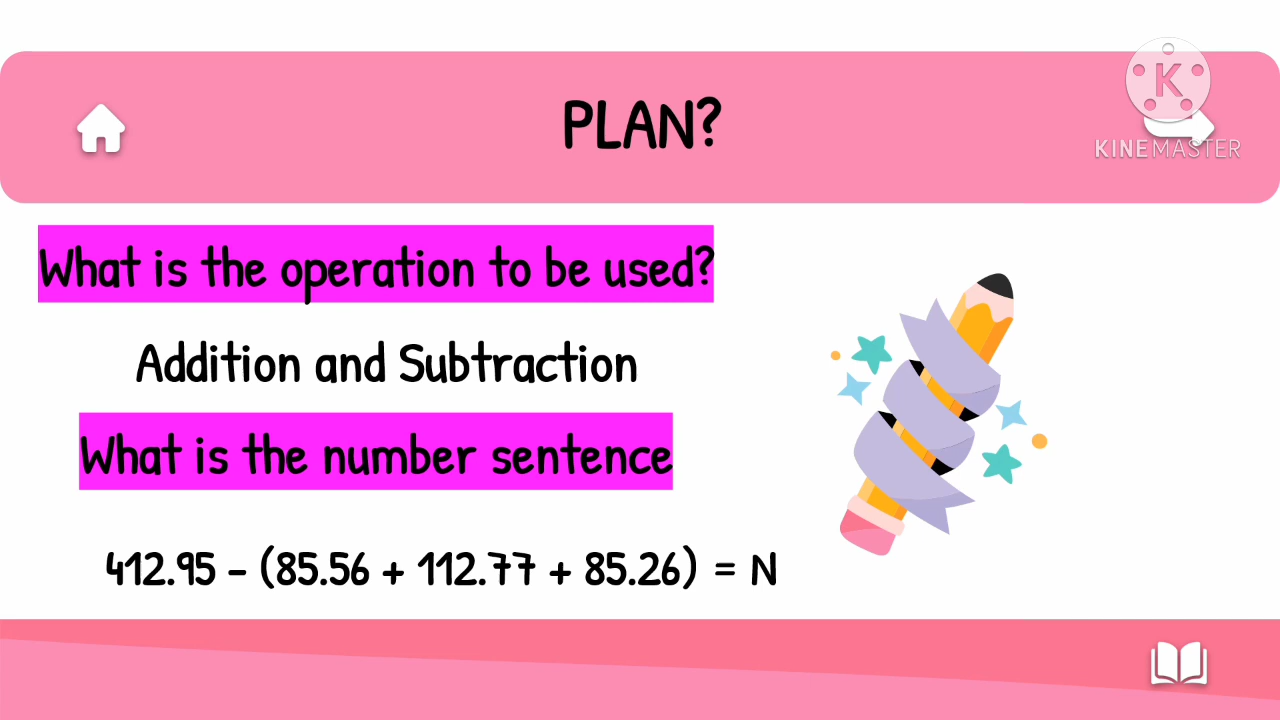 PLAN?
K
KINEMASTER
What is the operation to be used?
Addition and Subtraction
What is the number sentence
412.95 - (85.56 + 112.77 + 85.26) = N